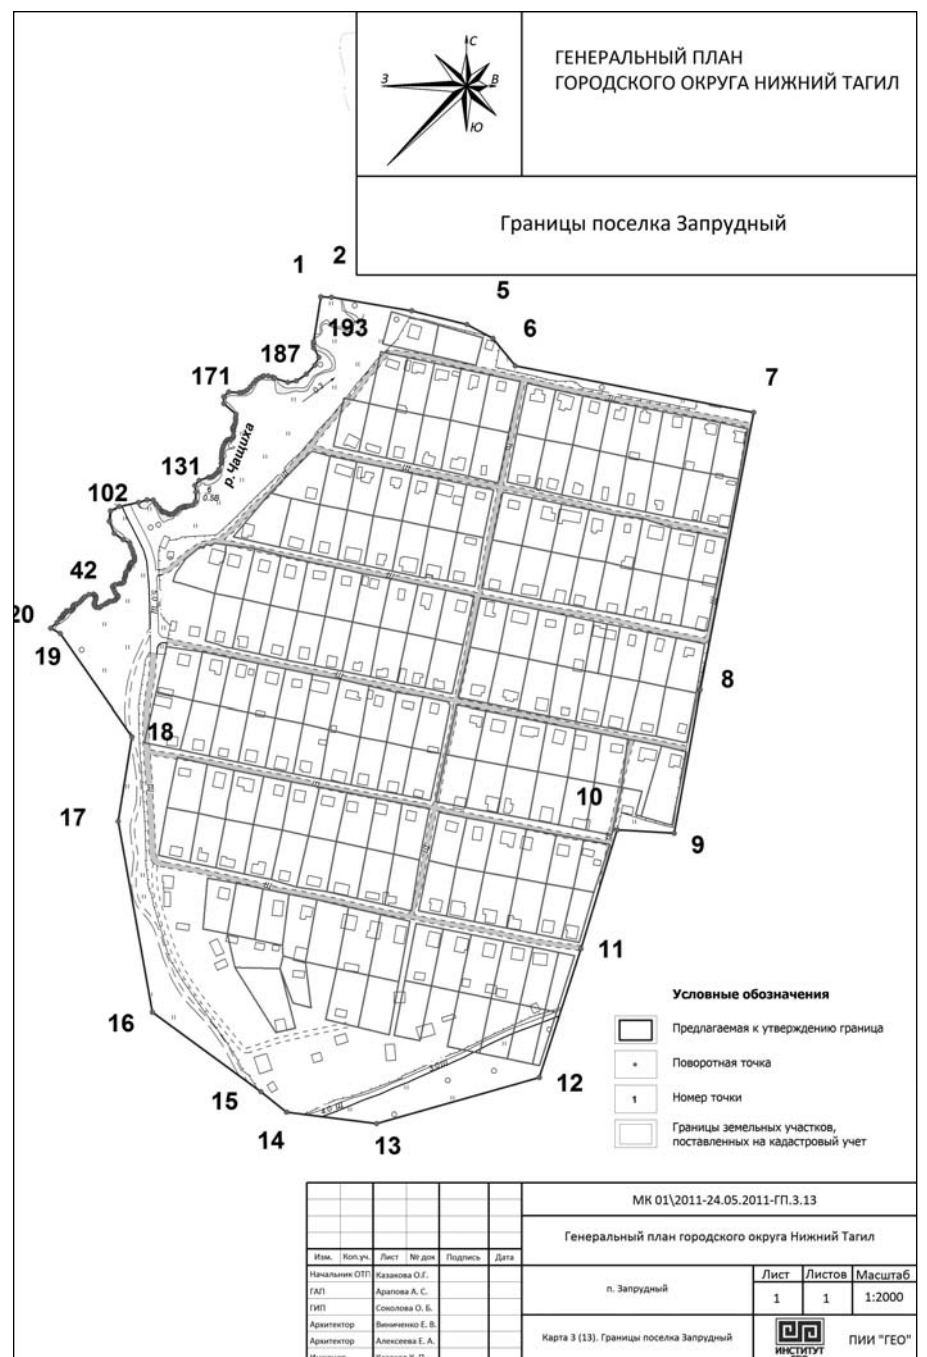 С
З
В
Ю
ГЕНЕРАЛЬНЫЙ ПЛАН
ГОРОДСКОГО ОКРУГА НИЖНИЙ ТАГИЛ
Границы поселка Запрудный
1
2
5
6
193
187
171
7
р. Чащиха
131
102
42
20
19
8
18
10
17
9
11
16
12
15
14
13
Условные обозначения
Предлагаемая к утверждению граница
Поворотная точка
1 Номер точки
Границы земельных участков,
поставленных на кадастровый учет
МК 01\2011-24.05.2011-ГП.3.13
Генеральный план городского округа Нижний Тагил
Изм. Кол.уч. Лист № док Подпись Дата
Начальник ОТП Казакова О.Г.
ГАП Арапова А. С.
ГИП Соколова О. Б.
Архитектор Виниченко Е. В.
Архитектор Алексеева Е. А.
п. Запрудный
Лист Листов Масштаб
1 1 1:2000
Карта 3 (13). Границы поселка Запрудный
ИНСТИТУТ
ПИИ "ГЕО"